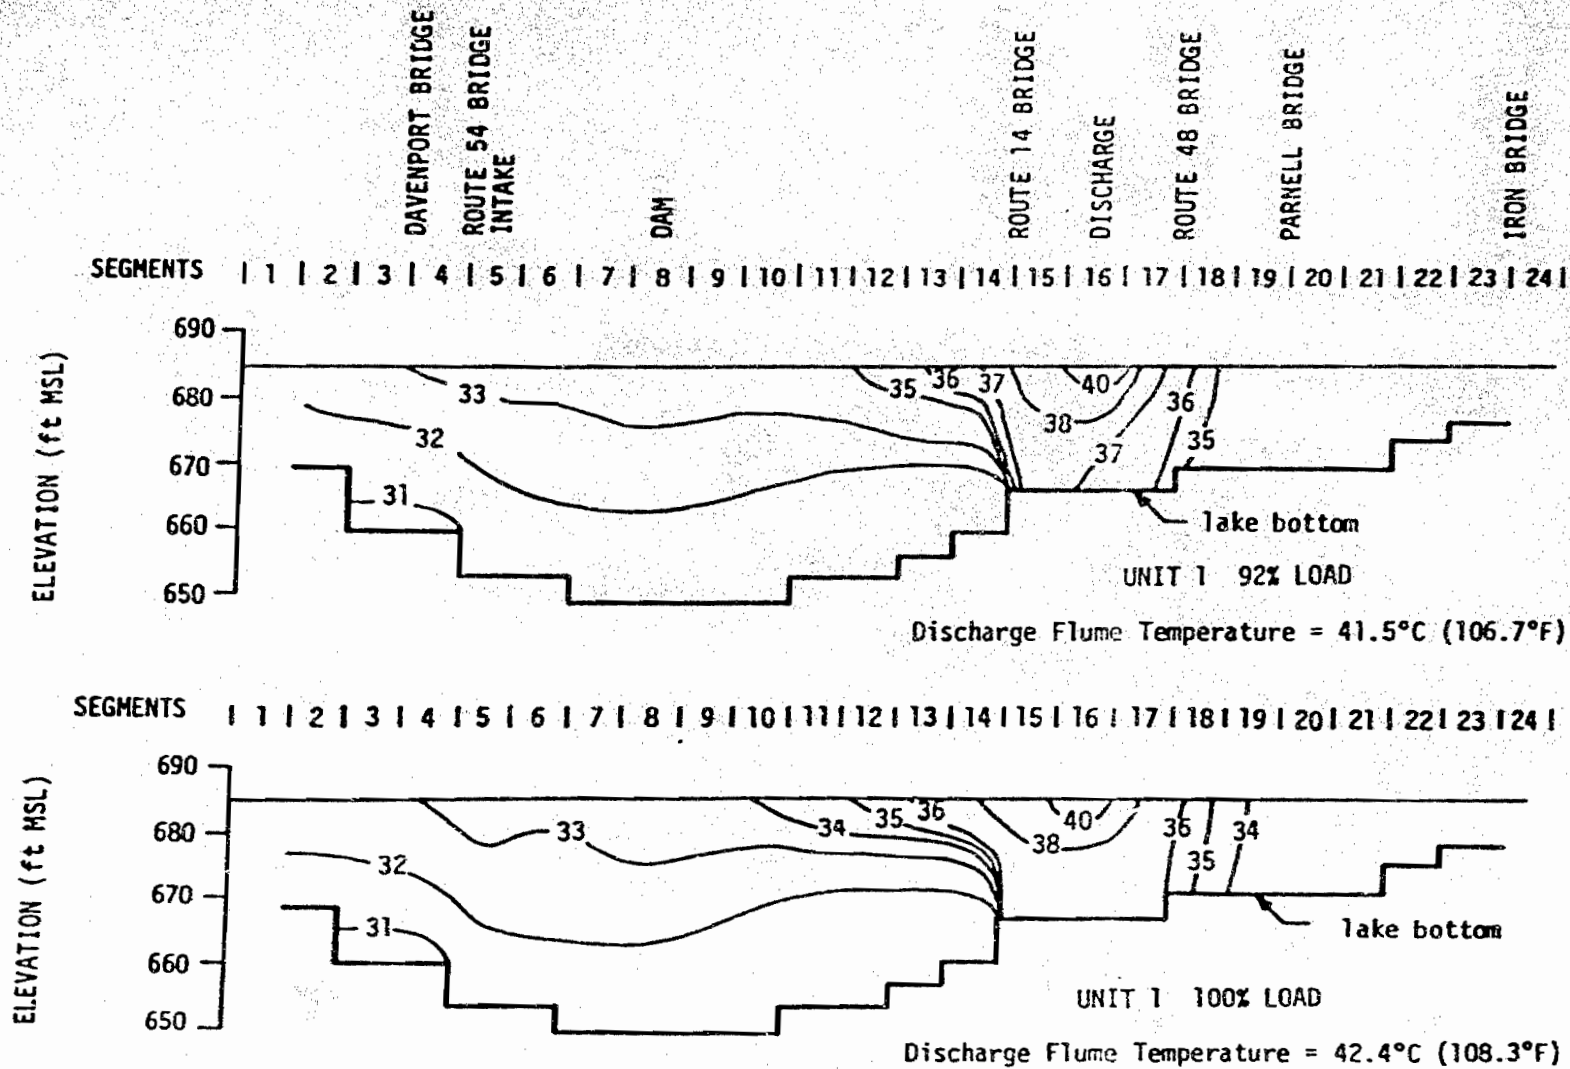 DAVENPORT BRIDGE
ROUTE 54 BRIDGE
INTAKE
DAM
ROUTE 14 BRIDGE
DISCHARGE
ROUTE 48 BRIDGE
PARNELL BRIDGE
IRON BRIDGE
SEGMENTS | 1 | 2 | 3 | 4 | 5 | 6 | 7 | 8 | 9 | 10 | 11 | 12 | 13 | 14 | 15 | 16 | 17 | 18 | 19 | 20 | 21 | 22 | 23 | 24 |
ELEVATION (ft MSL)
690
680
670
660
650
33
32
31
35
36
37
38
40
37
36
35
lake bottom
UNIT 1 92% LOAD
Discharge Flume Temperature = 41.5°C (106.7°F)
SEGMENTS | 1 | 2 | 3 | 4 | 5 | 6 | 7 | 8 | 9 | 10 | 11 | 12 | 13 | 14 | 15 | 16 | 17 | 18 | 19 | 20 | 21 | 22 | 23 | 24 |
ELEVATION (ft MSL)
690
680
670
660
650
33
32
31
34
35
36
38
40
36
35
34
lake bottom
UNIT 1 100% LOAD
Discharge Flume Temperature = 42.4°C (108.3°F)